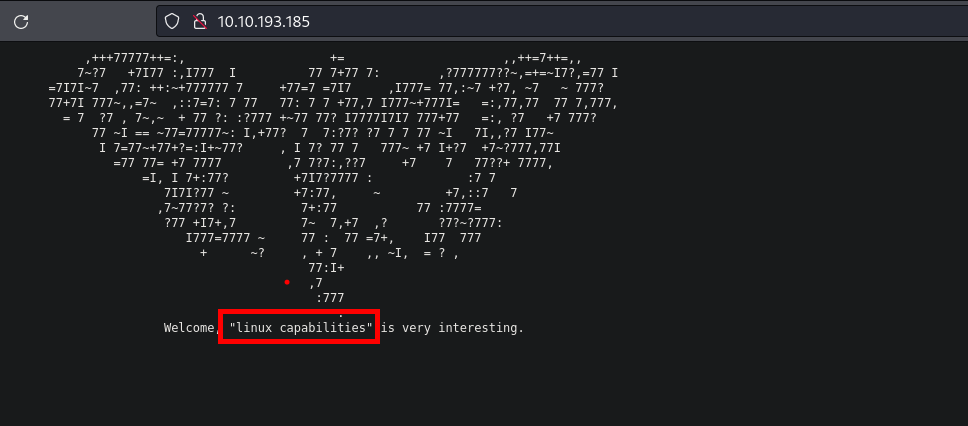 10.10.193.185
,+++77777++=:,                    +=                      ,,++=7++=,,
7~?7   +7I77 :,I777  I          77 7+77 7:        ,?777777??~,=+=~I7?,=77 I
=7I7I~7  ,77: ++:~+777777 7     +77=7 =7I7     ,I777= 77,:~7 +?7, ~7   ~ 777?
77+7I 777~,,=7~  ,::7=7: 7 77   77: 7 7 +77,7 I777~+777I=   =:,77,77  77 7,777,
= 7  ?7 , 7~,~  + 77 ?: :?777 +~77 77? I7777I7I7 777+77   =:, ?7   +7 777?
77 ~I == ~77=77777~: I,+77?  7  7:?7? ?7 7 7 77 ~I   7I,,?7 I77~
I 7=77~+77+?=:I+~77?     , I 7? 77 7   777~ +7 I+?7  +7~?777,77I
=77 77= +7 7777         ,7 7?7:,??7     +7    7   77??+ 7777,
=I, I 7+:77?         +7I7?7777 :             :7 7
7I7I?77 ~         +7:77,     ~         +7,::7   7
,7~77?7? ?:         7+:77           77 :7777=
?77 +I7+,7         7~  7,+7  ,?       ?7?~?777:
I777=7777 ~     77 :  77 =7+,    I77  777
+      ~?     , + 7    ,, ~I,  = ? ,
77:I+
,7
:777
.
Welcome, "linux capabilities" is very interesting.